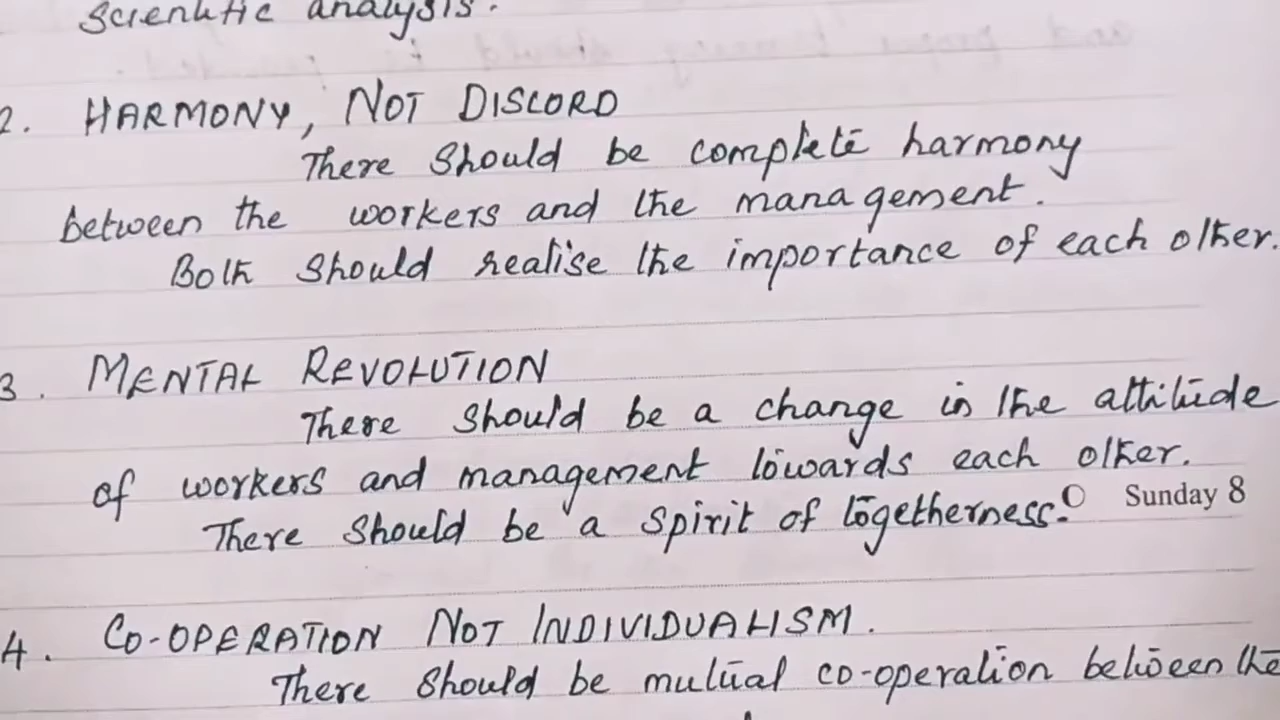 scientific analysis.
2. HARMONY, NOT DISCORD
There should be complete harmony
between the workers and the management.
Both should realise the importance of each other.
3. MENTAL REVOLUTION
There should be a change in the attitude
of workers and management towards each other.
There should be a spirit of togetherness.
Sunday 8
4. CO-OPERATION NOT INDIVIDUALISM.
There should be mutual co-operation between the